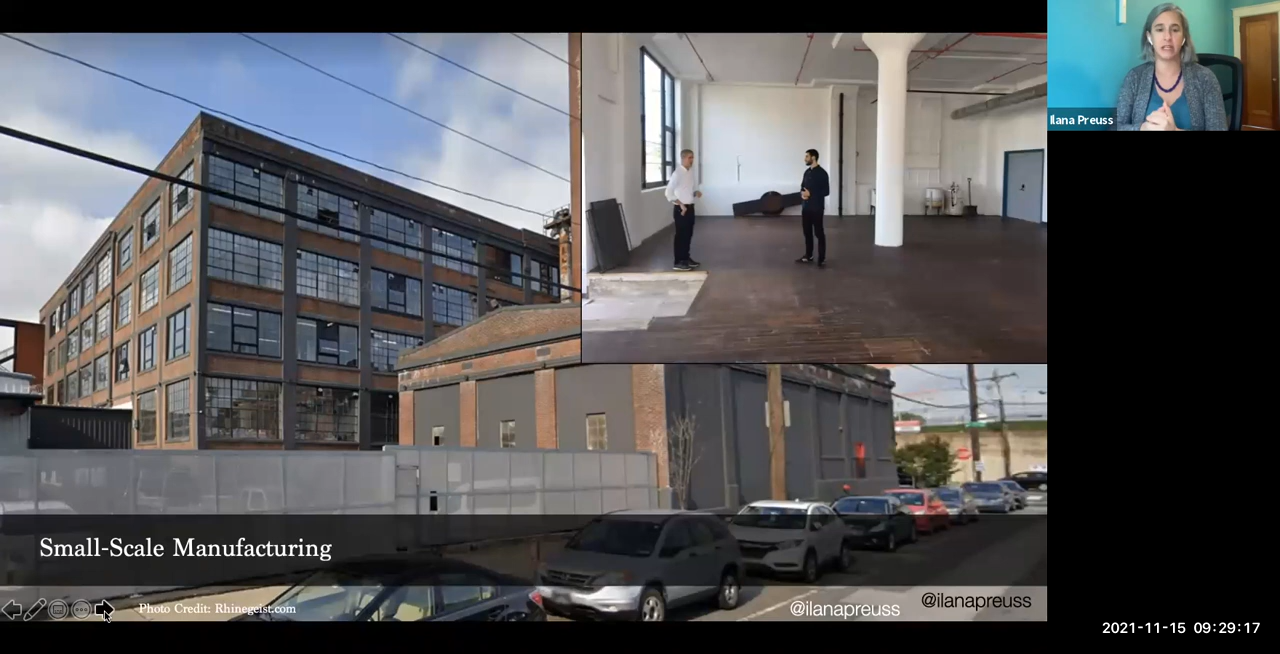 Ilana Preuss
Small-Scale Manufacturing
Photo Credit: Rhinegeist.com
@ilanapreuss
@ilanapreuss
2021-11-15 09:29:17